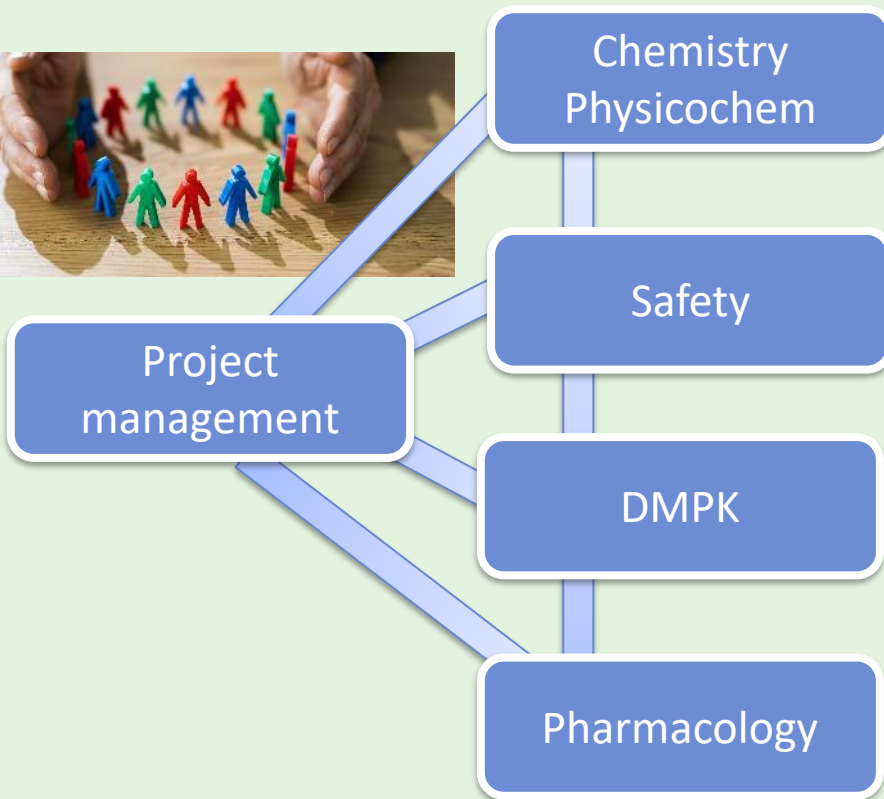 Chemistry
Physicochem
Safety
Project
management
DMPK
Pharmacology